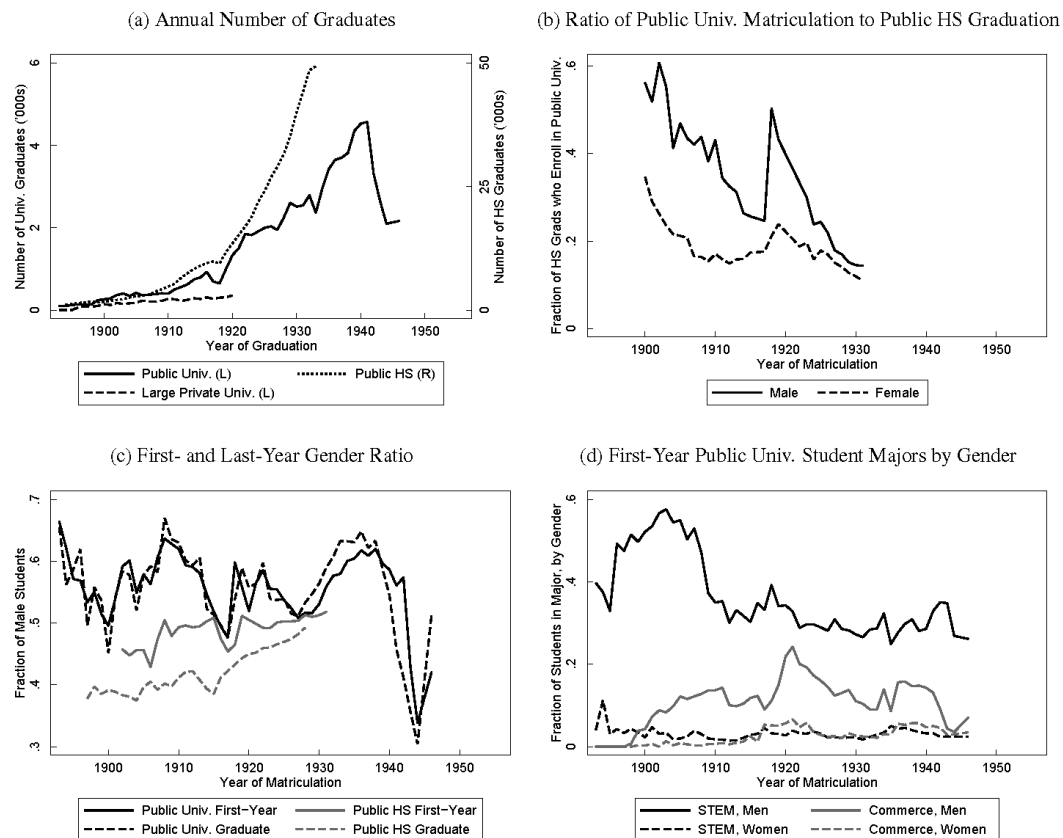 (a) Annual Number of Graduates
Number of Univ. Graduates ('000s)
6
4
2
0
50
25
0
Number of HS Graduates ('000s)
1900 1910 1920 1930 1940 1950
Year of Graduation
Public Univ. (L) Public HS (R)
Large Private Univ. (L)
(b) Ratio of Public Univ. Matriculation to Public HS Graduation
Fraction of HS Grads who Enroll in Public Univ.
.6
.4
.2
0
1900 1910 1920 1930 1940 1950
Year of Matriculation
Male Female
(c) First- and Last-Year Gender Ratio
Fraction of Male Students
.7
.6
.5
.4
.3
1900 1910 1920 1930 1940 1950
Year of Matriculation
Public Univ. First-Year Public HS First-Year
Public Univ. Graduate Public HS Graduate
(d) First-Year Public Univ. Student Majors by Gender
Fraction of Students in Major, by Gender
.6
.4
.2
0
1900 1910 1920 1930 1940 1950
Year of Matriculation
STEM, Men Commerce, Men
STEM, Women Commerce, Women